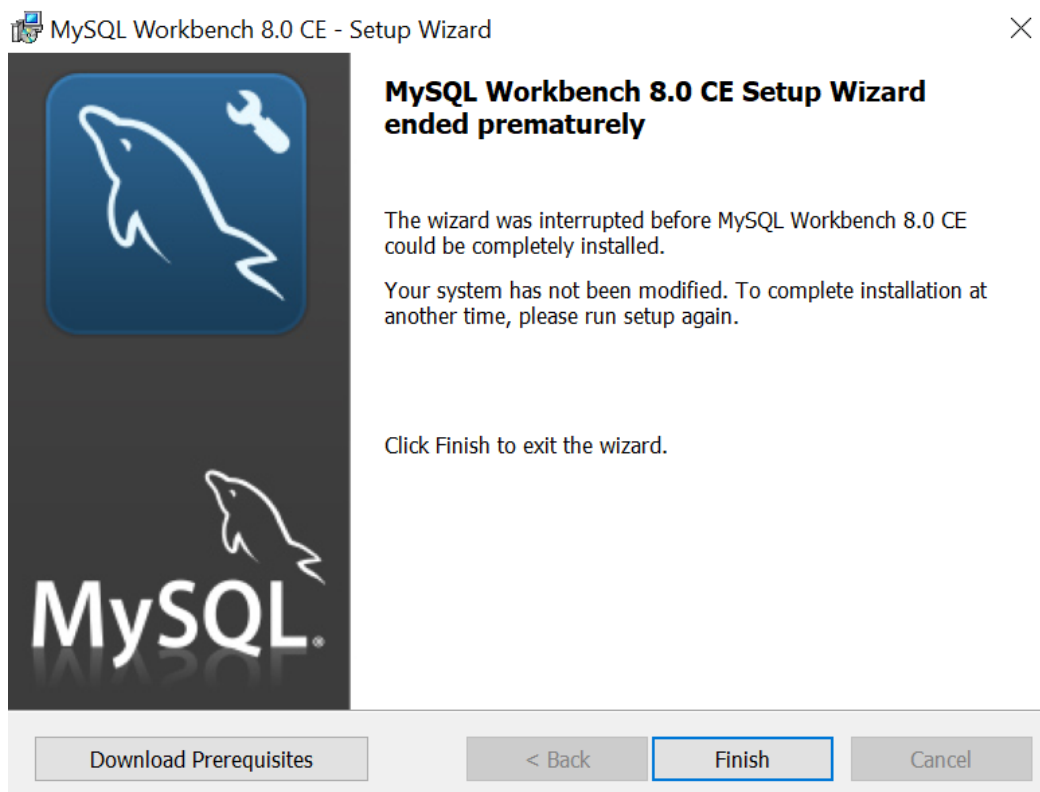 MySQL Workbench 8.0 CE - Setup Wizard
MySQL Workbench 8.0 CE Setup Wizard
ended prematurely
The wizard was interrupted before MySQL Workbench 8.0 CE
could be completely installed.
Your system has not been modified. To complete installation at
another time, please run setup again.
Click Finish to exit the wizard.
MySQL®
Download Prerequisites
< Back
Finish
Cancel